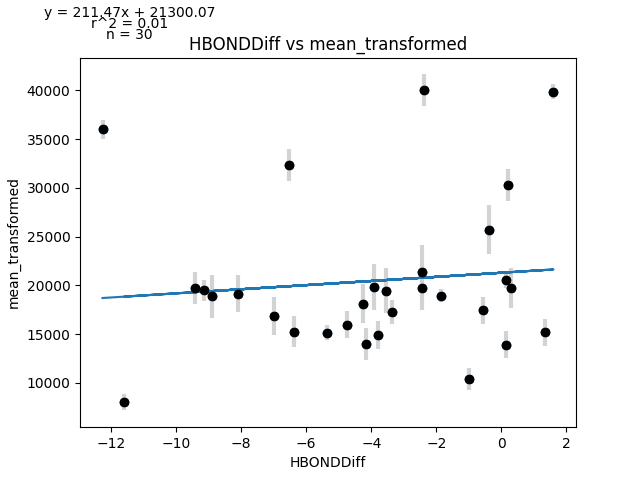 y = 211.47x + 21300.07
r^2 = 0.01
n = 30
HBONDDiff vs mean_transformed
mean_transformed
40000
35000
30000
25000
20000
15000
10000
−12 −10 −8 −6 −4 −2 0 2
HBONDDiff